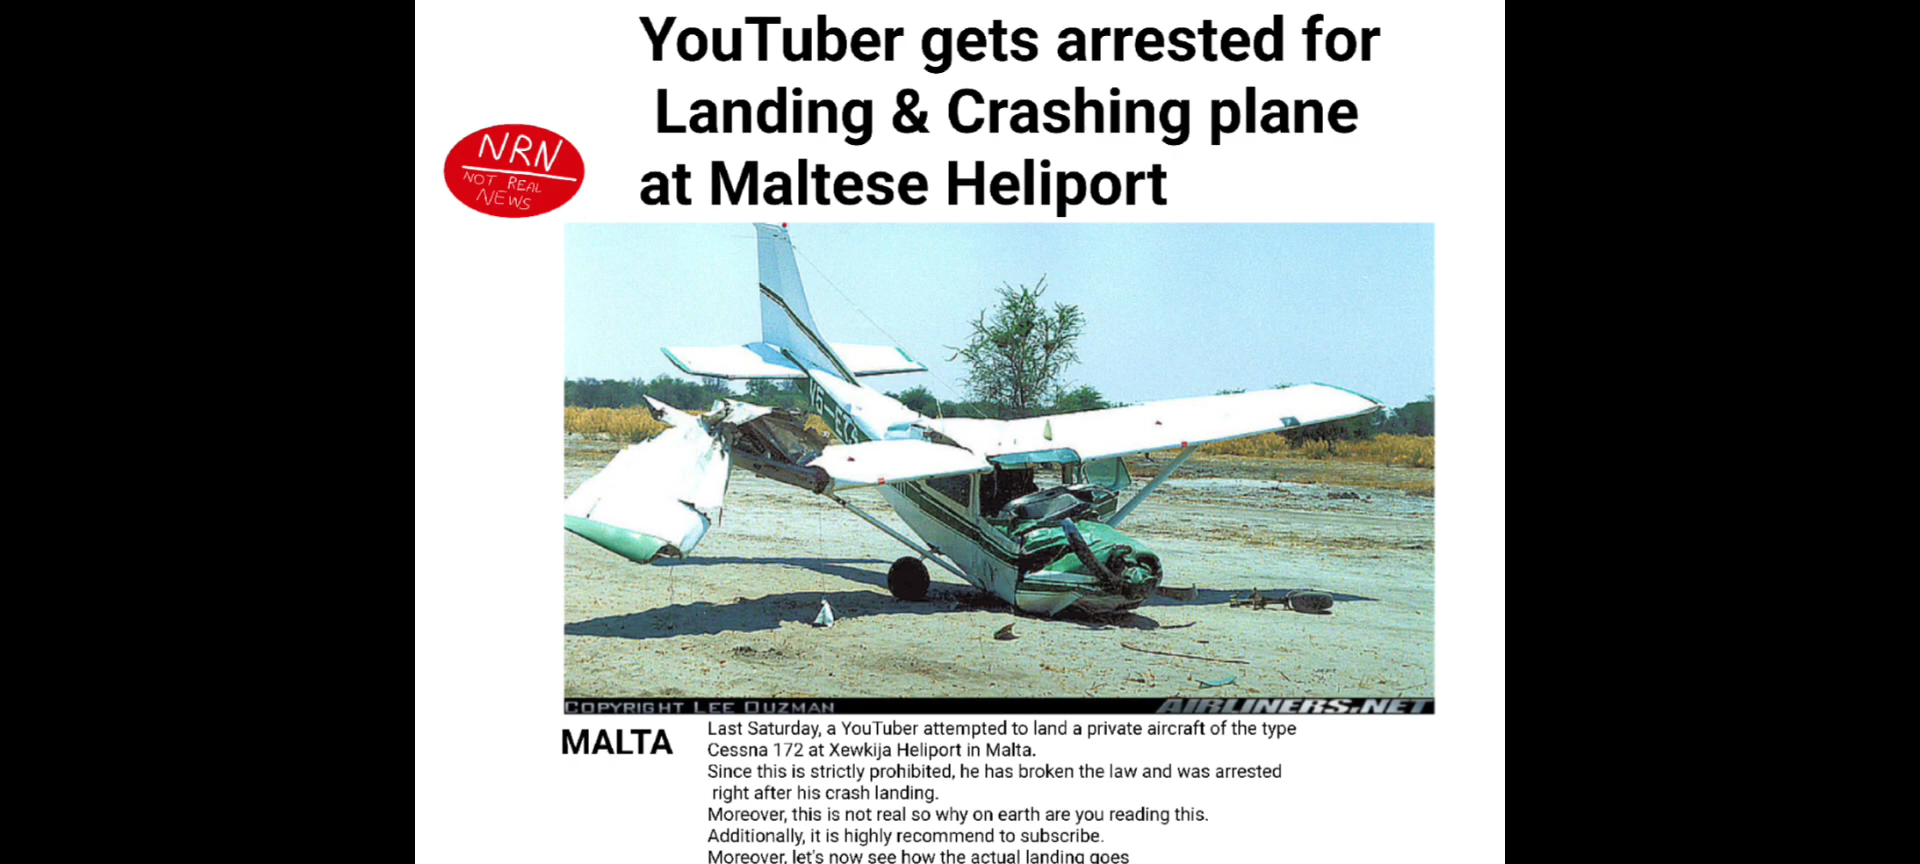 YouTuber gets arrested for
Landing & Crashing plane
at Maltese Heliport
NRN
NOT REAL
NEWS
V5-EC
COPYRIGHT LEE OUZMAN
AIRLINERS.NET
MALTA
Last Saturday, a YouTuber attempted to land a private aircraft of the type
Cessna 172 at Xewkija Heliport in Malta.
Since this is strictly prohibited, he has broken the law and was arrested
right after his crash landing.
Moreover, this is not real so why on earth are you reading this.
Additionally, it is highly recommend to subscribe.
Moreover, let's now see how the actual landing goes